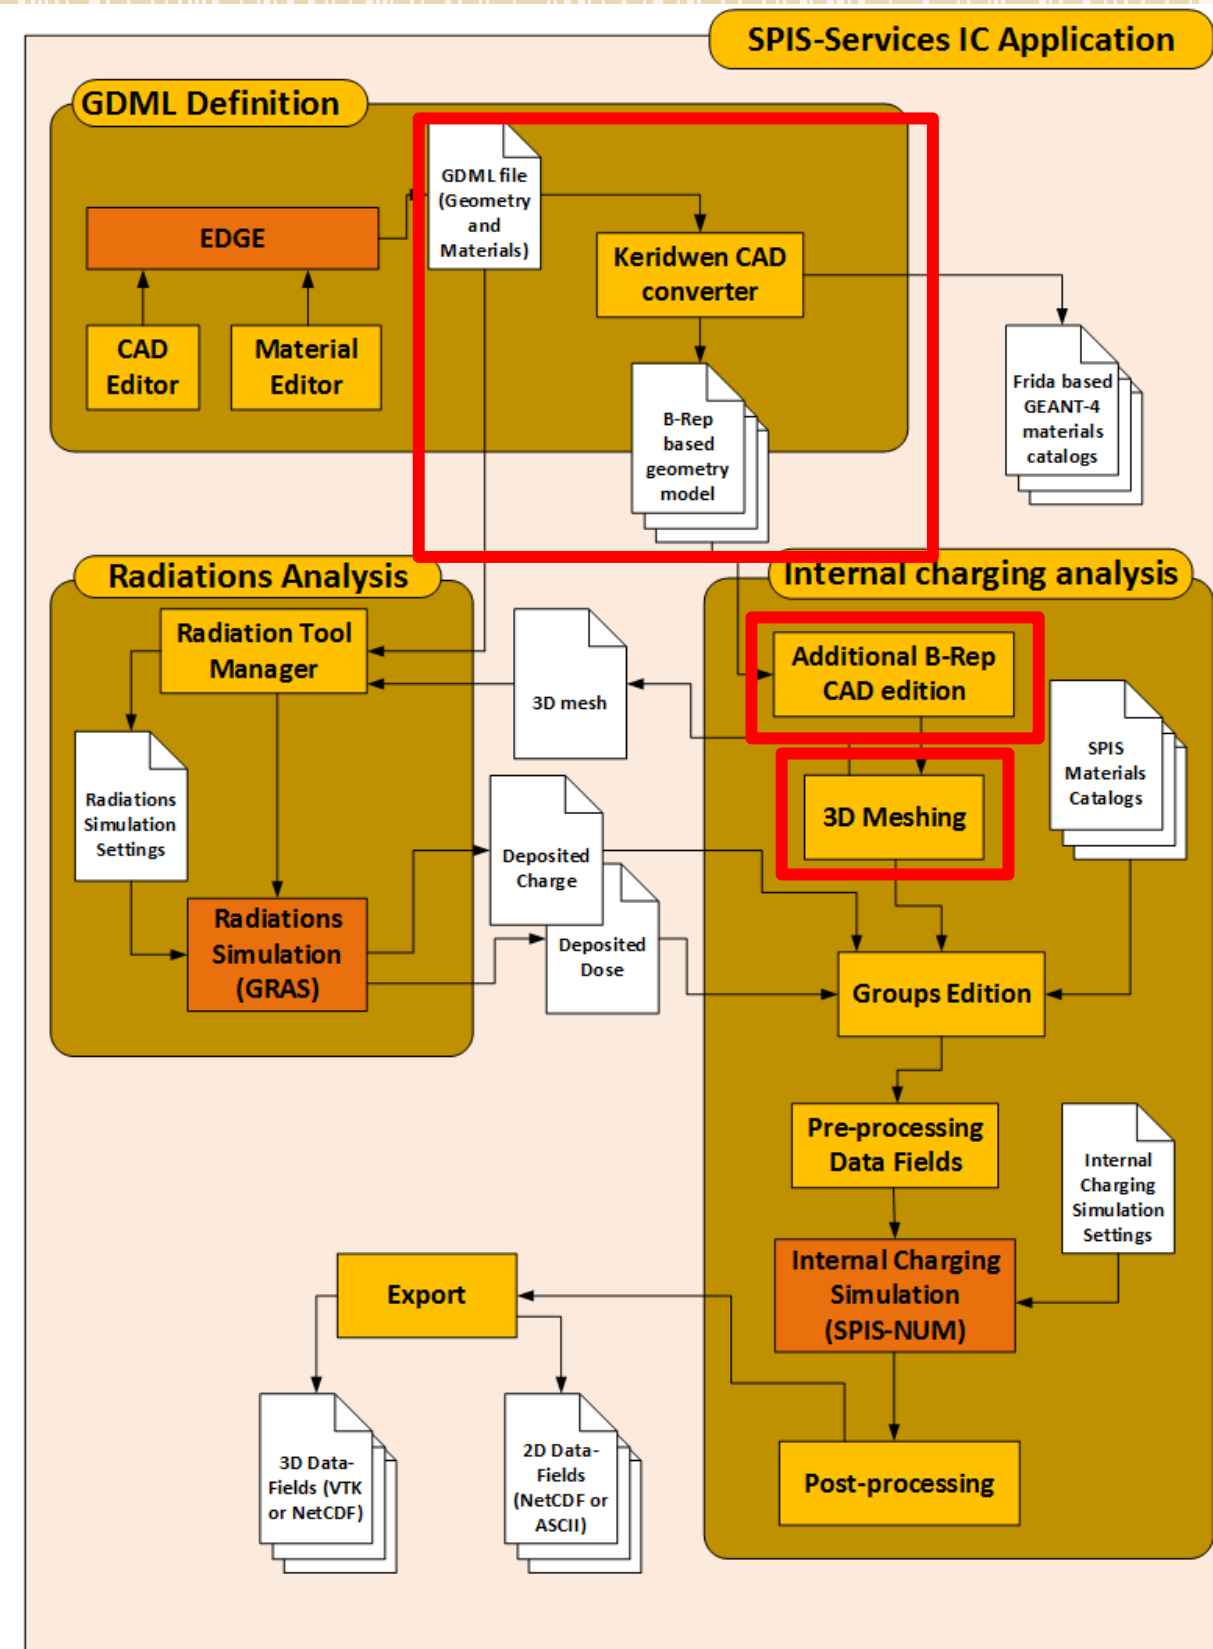 SPIS-Services IC Application
GDML Definition
GDML file
(Geometry
and
Materials)
EDGE
Keridwen CAD
converter
CAD
Editor
Material
Editor
Frida based
GEANT-4
materials
catalogs
B-Rep
based
geometry
model
Radiations Analysis
Internal charging analysis
Radiation Tool
Manager
3D mesh
Additional B-Rep
CAD edition
SPIS
Materials
Catalogs
Radiations
Simulation
Settings
3D Meshing
Deposited
Charge
Radiations
Simulation
(GRAS)
Deposited
Dose
Groups Edition
Pre-processing
Data Fields
Internal
Charging
Simulation
Settings
Internal Charging
Simulation
(SPIS-NUM)
Export
3D Data-
Fields (VTK
or NetCDF)
2D Data-
Fields
(NetCDF or
ASCII)
Post-processing